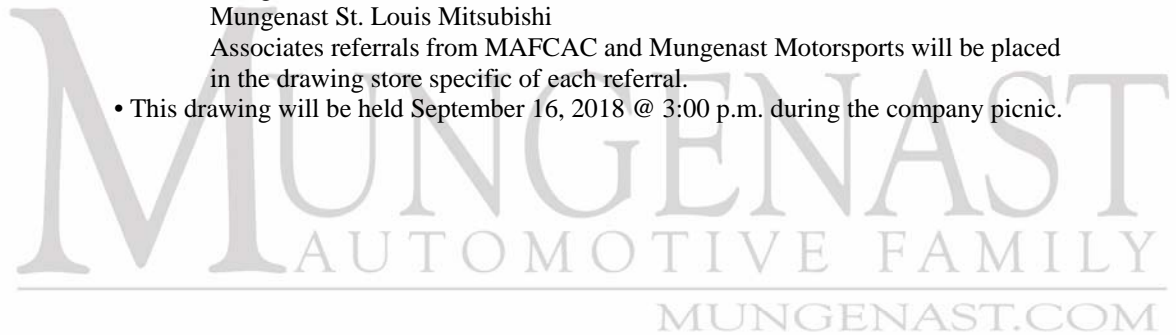 Mungenast St. Louis Mitsubishi
Associates referrals from MAFCAC and Mungenast Motorsports will be placed
in the drawing store specific of each referral.
• This drawing will be held September 16, 2018 @ 3:00 p.m. during the company picnic.
MUNGENAST
AUTOMOTIVE FAMILY
MUNGENAST.COM